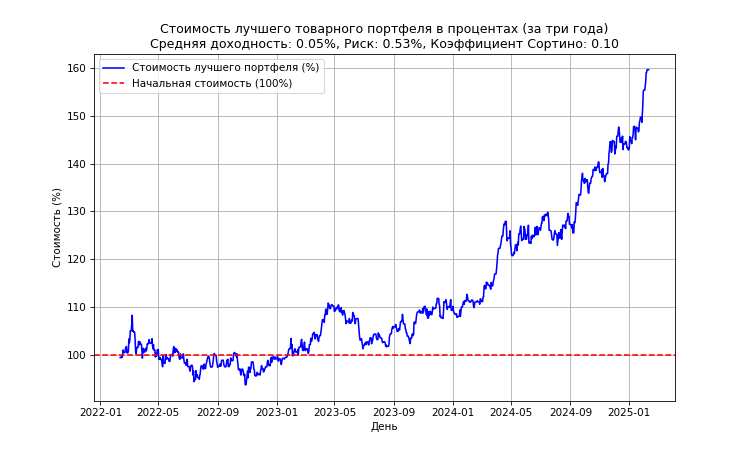 Стоимость лучшего товарного портфеля в процентах (за три года)
Средняя доходность: 0.05%, Риск: 0.53%, Коэффициент Сортино: 0.10
Стоимость лучшего портфеля (%)
Начальная стоимость (100%)
Стоимость (%)
160
150
140
130
120
110
100
2022-01
2022-05
2022-09
2023-01
2023-05
2023-09
2024-01
2024-05
2024-09
2025-01
День